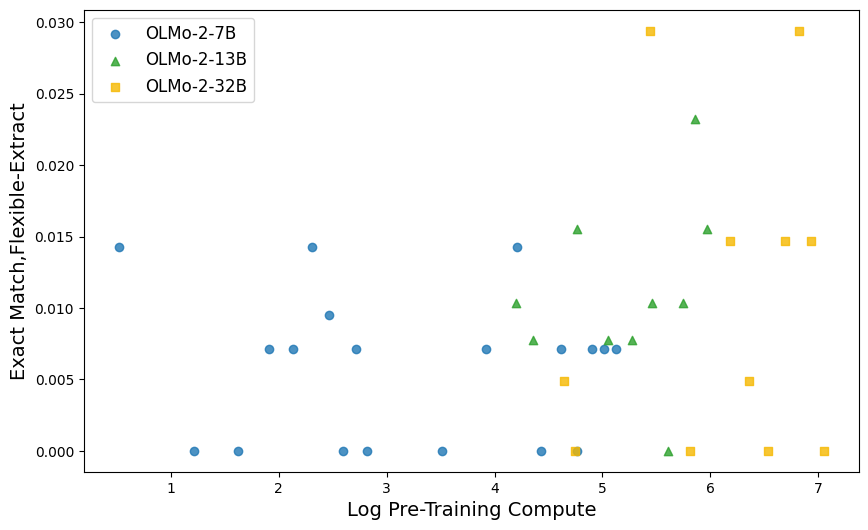 OLMo-2-7B
OLMo-2-13B
OLMo-2-32B
Exact Match,Flexible-Extract
0.030
0.025
0.020
0.015
0.010
0.005
0.000
1 2 3 4 5 6 7
Log Pre-Training Compute